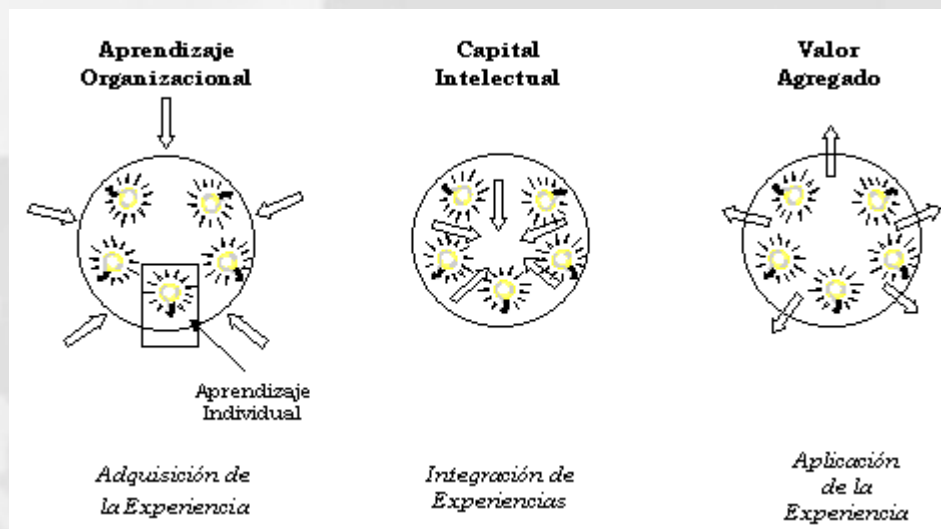 Aprendizaje
Organizacional
Capital
Intelectual
Valor
Agregado
Aprendizaje
Individual
Adquisición de
la Experiencia
Integración de
Experiencias
Aplicación
de la
Experiencia